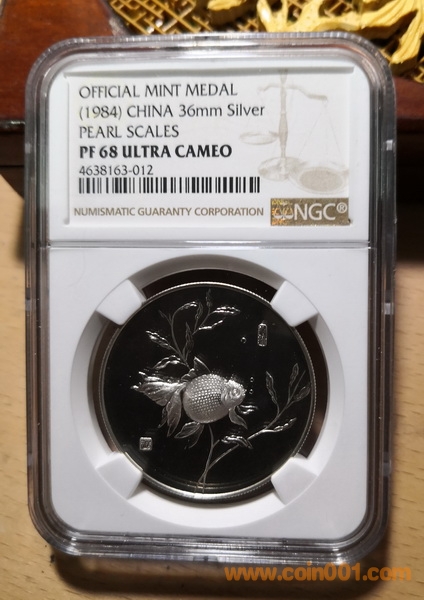 OFFICIAL MINT MEDAL
(1984) CHINA 36mm Silver
PEARL SCALES
PF 68 ULTRA CAMEO
4638163-012
NUMISMATIC GUARANTY CORPORATION
NGC®
www.coin001.com